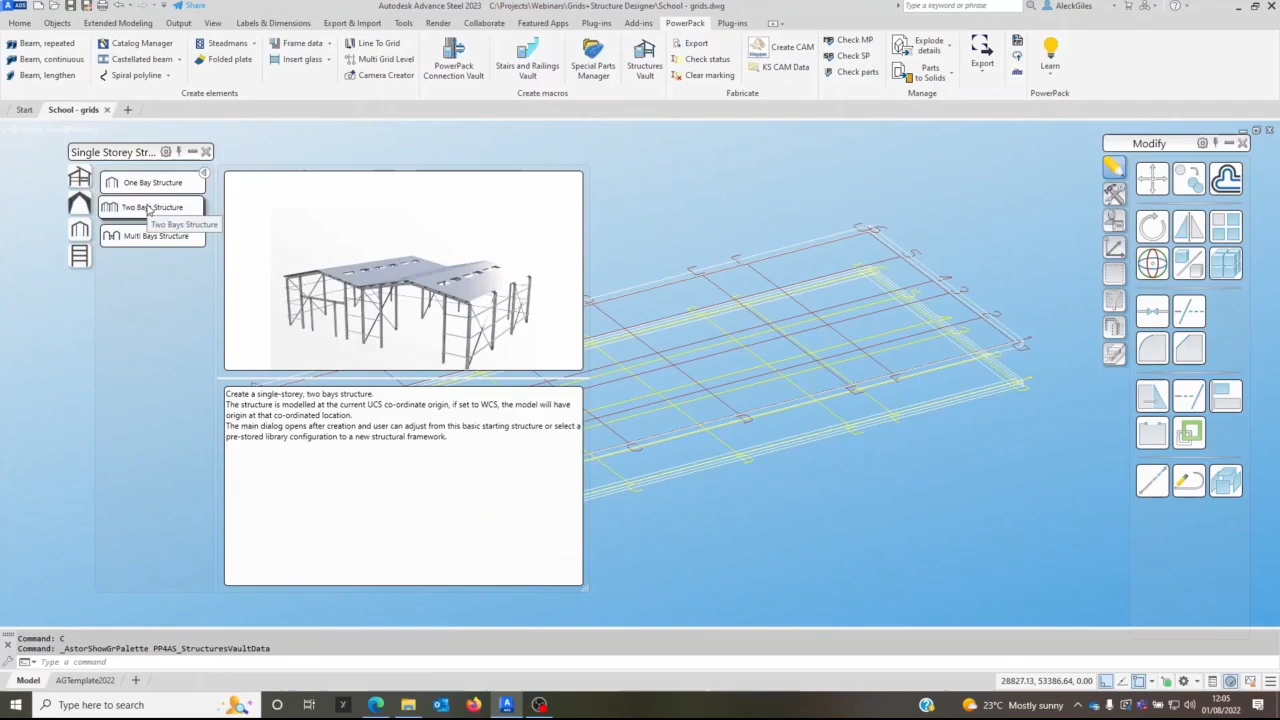 ADS
Share
Autodesk Advance Steel 2023 C:\Projects\Webinars\Grids+Structure Designer\School - grids.dwg
Type a keyword or phrase
AleckGiles
Home Objects Extended Modeling Output View Labels & Dimensions Export & Import Tools Render Collaborate Featured Apps Plug-ins Add-ins PowerPack Plug-ins
Beam, repeated
Beam, continuous
Beam, lengthen
Catalog Manager
Castellated beam
Spiral polyline
Steadmans
Folded plate
Frame data
Insert glass
Line To Grid
Multi Grid Level
Camera Creator
Create elements
PowerPack
Connection Vault
Stairs and Railings
Vault
Special Parts
Manager
Structures
Vault
Create macros
Export
Check status
Clear marking
Create CAM
KS CAM Data
Fabricate
Check MP
Check SP
Check parts
Explode
details
Parts
to Solids
Export
Manage
Learn
PowerPack
Start School - grids
Single Storey Str...
One Bay Structure
Two Bays Structure
Two Bays Structure
Multi Bays Structure
Create a single-storey, two bays structure.
The structure is modelled at the current UCS co-ordinate origin, if set to WCS, the model will have
origin at that co-ordinated location.
The main dialog opens after creation and user can adjust from this basic starting structure or select a
pre-stored library configuration to a new structural framework.
Modify
Command: C
Command: _AstorShowGrPalette PP4AS_StructuresVaultData
Type a command
Model AGTemplate2022
28827.13, 53386.64, 0.00
Type here to search
23°C Mostly sunny
12:05
01/08/2022